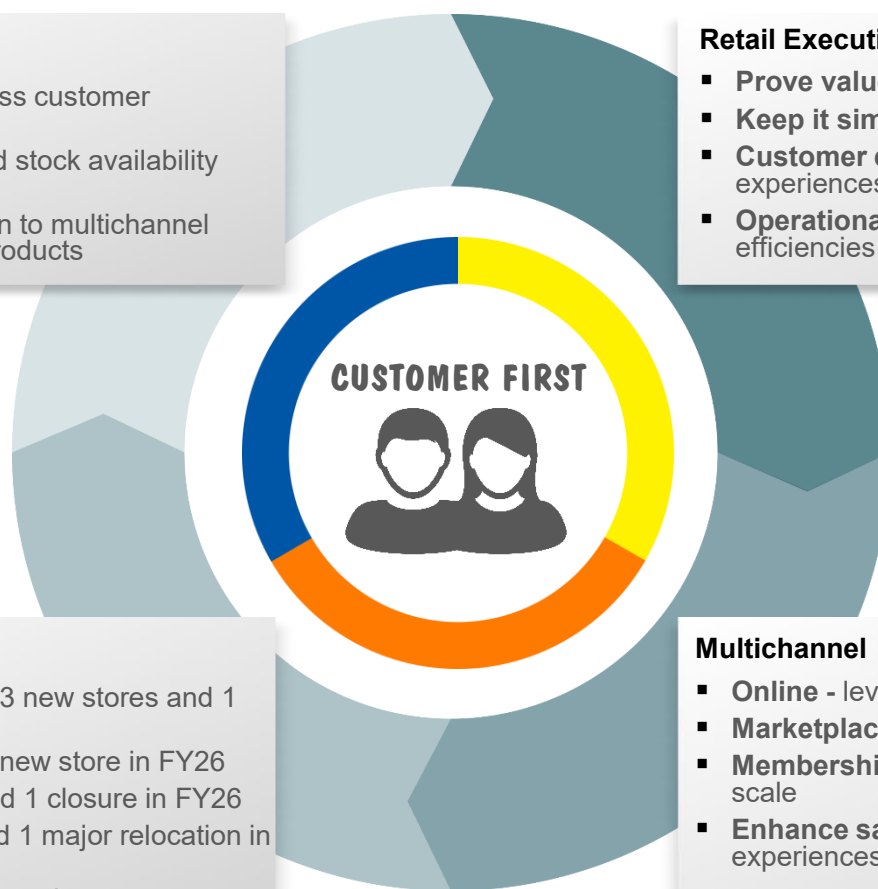 ss customer
d stock availability
n to multichannel
roducts
Retail Executi
▪ Prove valu
▪ Keep it sim
▪ Customer
experiences
▪ Operationa
efficiencies
CUSTOMER FIRST
3 new stores and 1
new store in FY26
d 1 closure in FY26
d 1 major relocation in
Multichannel
▪ Online - lev
▪ Marketplac
▪ Membershi
scale
▪ Enhance sa
experiences